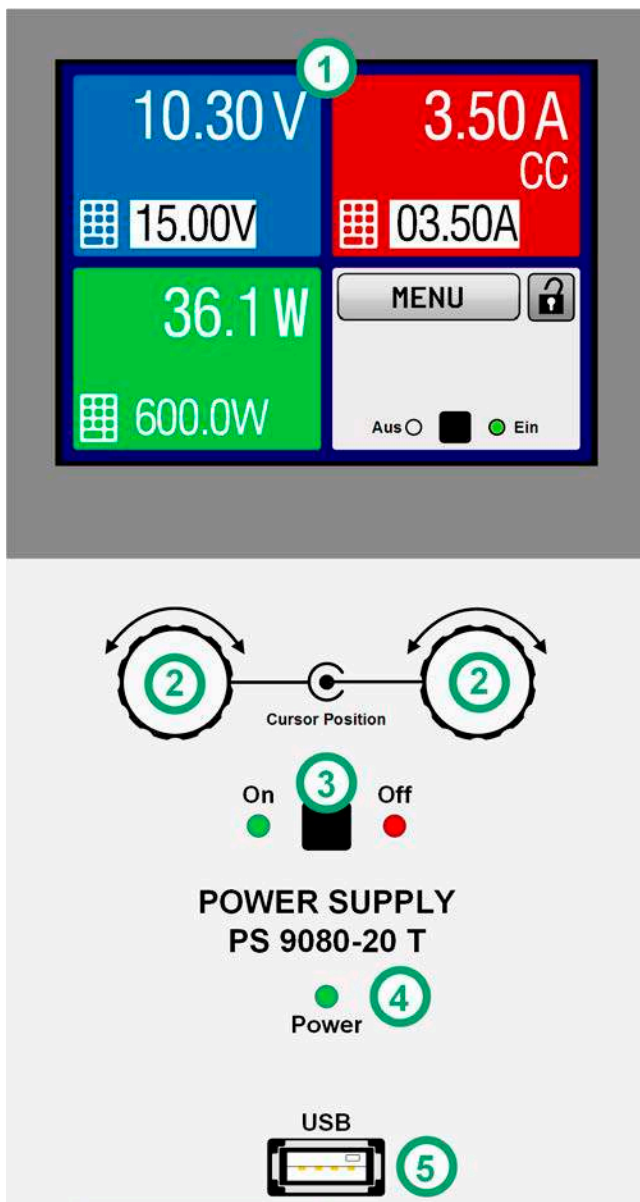 1
10.30 V
3.50 A
CC
15.00V
03.50A
36.1 W
MENU
600.0W
Aus
Ein
2
2
Cursor Position
3
On
Off
POWER SUPPLY
PS 9080-20 T
4
Power
USB
5